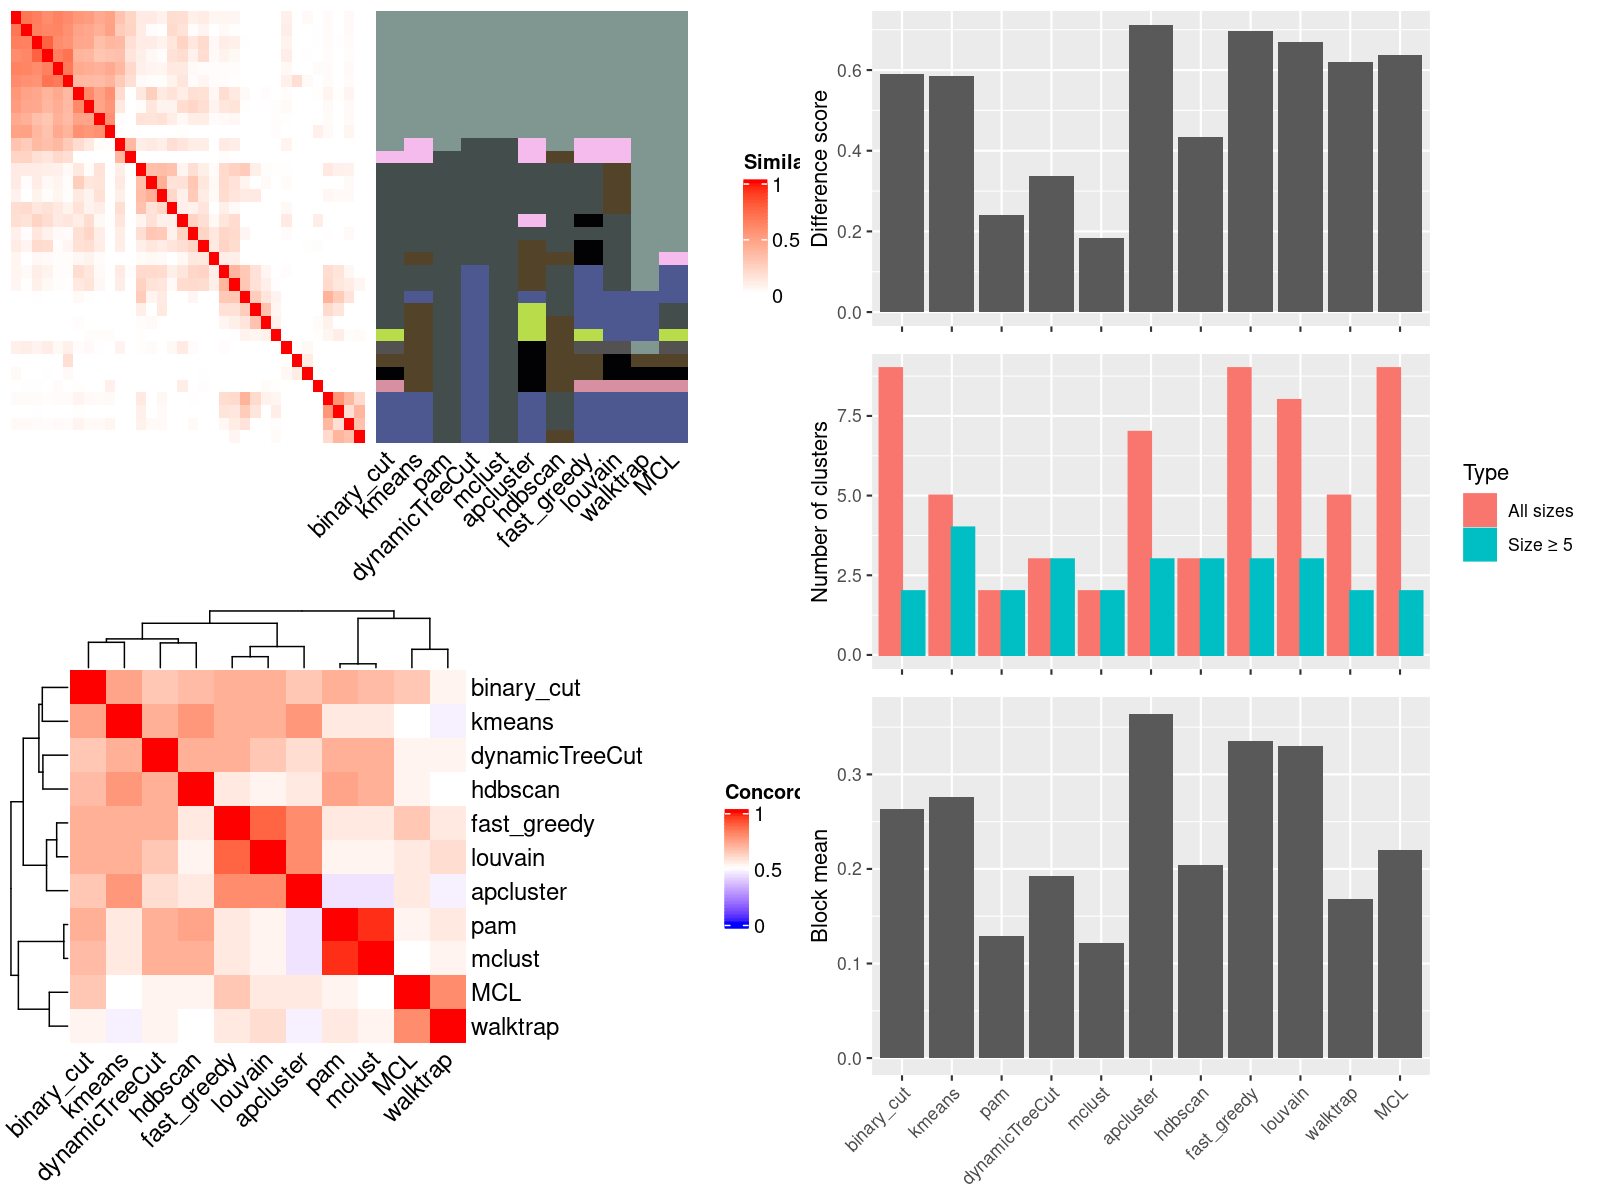 Simila
1
0.5
0
binary_cut
kmeans
pam
dynamicTreeCut
mclust
apcluster
hdbscan
fast_greedy
louvain
walktrap
MCL
binary_cut
kmeans
dynamicTreeCut
hdbscan
fast_greedy
louvain
apcluster
pam
mclust
MCL
walktrap
Concord
1
0.5
0
binary_cut
kmeans
dynamicTreeCut
hdbscan
fast_greedy
louvain
apcluster
pam
mclust
MCL
walktrap
Difference score
0.6
0.4
0.2
0.0
Number of clusters
7.5
5.0
2.5
0.0
Type
All sizes
Size ≥ 5
Block mean
0.3
0.2
0.1
0.0
binary_cut
kmeans
pam
dynamicTreeCut
mclust
apcluster
hdbscan
fast_greedy
louvain
walktrap
MCL